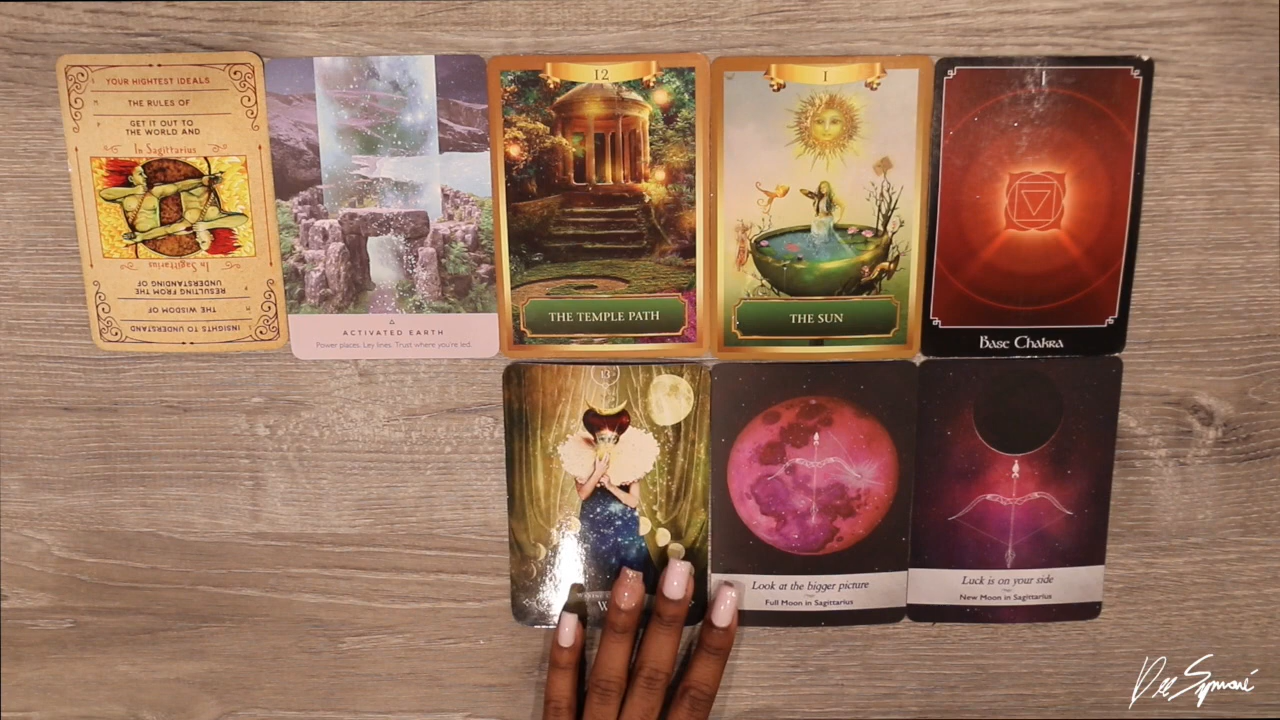 YOUR HIGHTEST IDEALS
THE RULES OF
GET IT OUT TO
THE WORLD AND
In Sagittarius
In Sagittarius
RESULTING FROM THE
UNDERSTANDING OF
THE WISDOM OF
INSIGHTS TO UNDERSTAND
ACTIVATED EARTH
Power places. Ley lines. Trust where you're led.
12
THE TEMPLE PATH
I
THE SUN
I
Base Chakra
13
Look at the bigger picture
Full Moon in Sagittarius
Luck is on your side
New Moon in Sagittarius
Dee Symoné